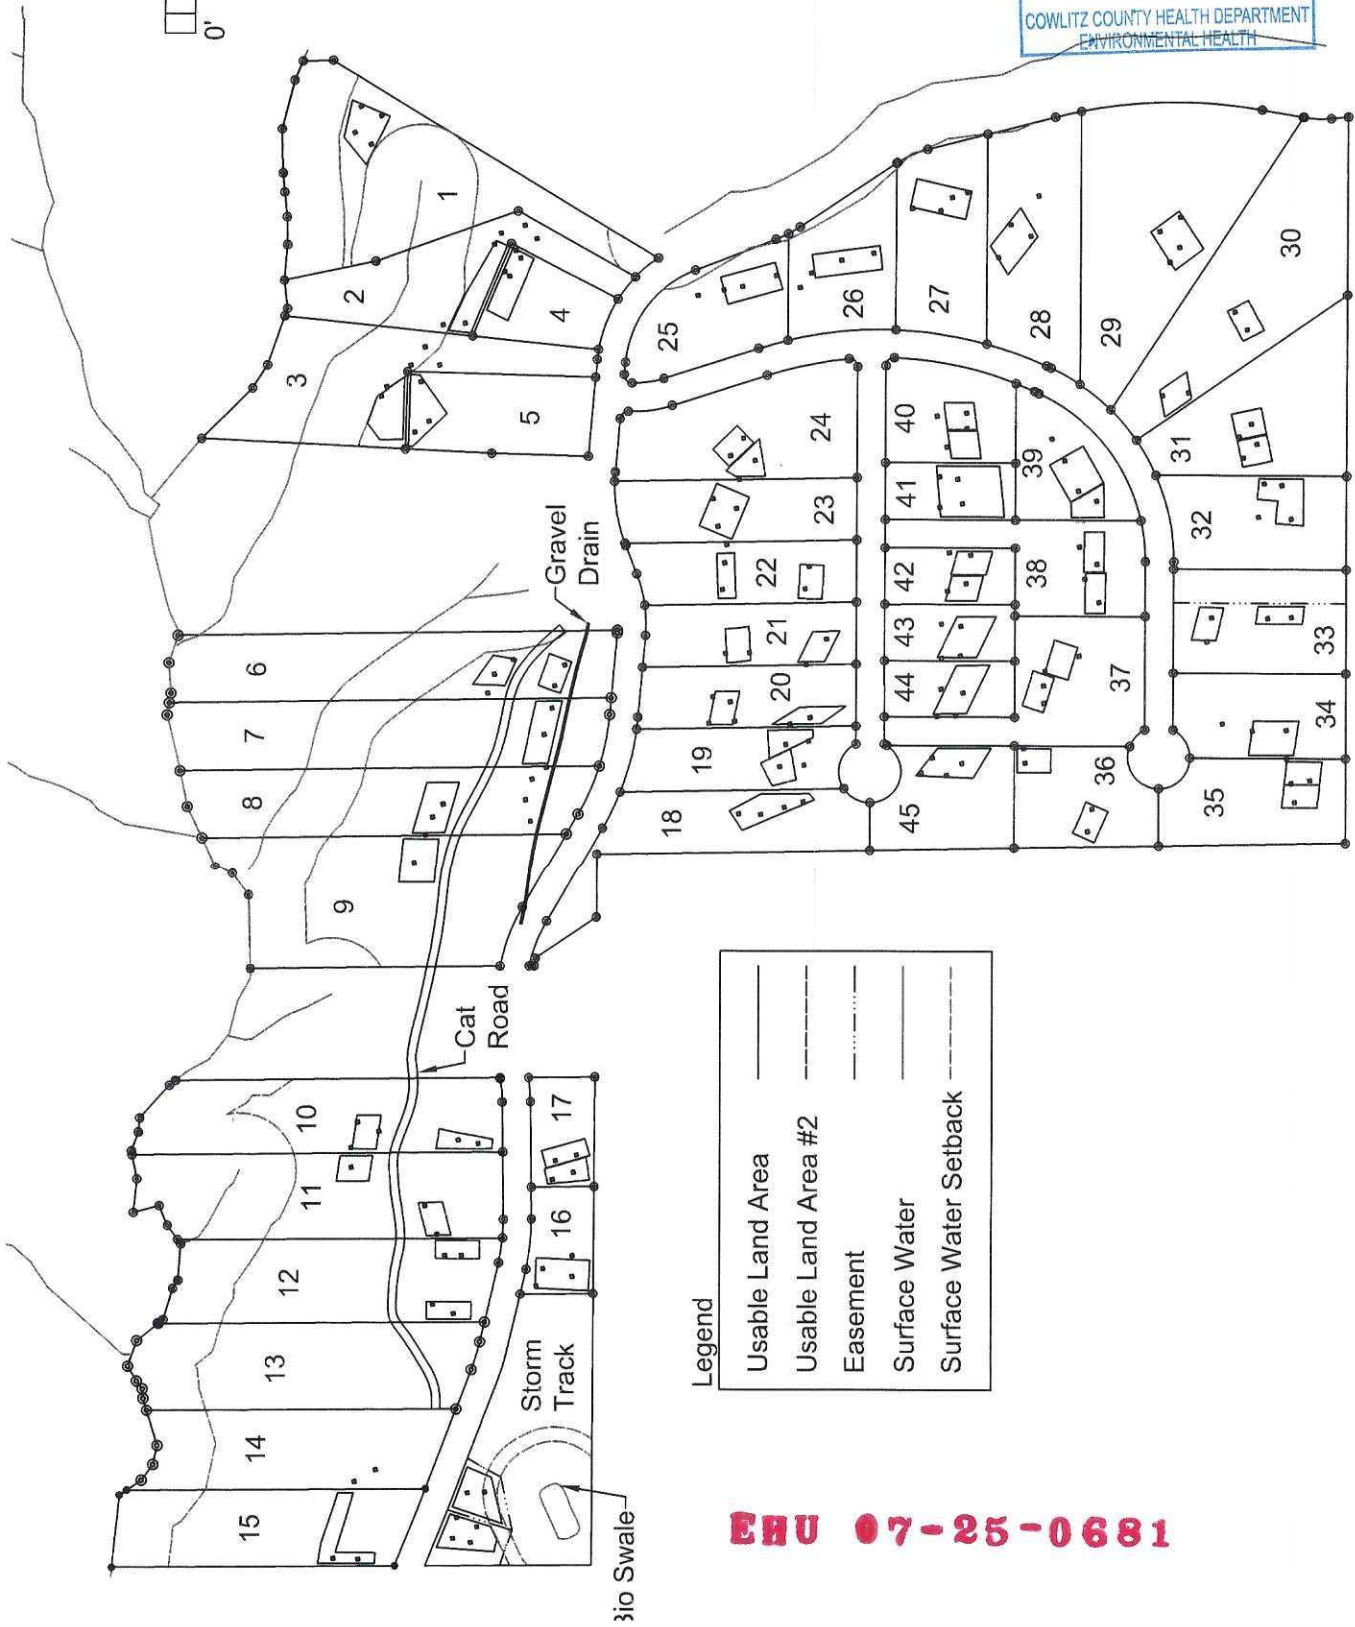 0'
COWLITZ COUNTY HEALTH DEPARTMENT
ENVIRONMENTAL HEALTH
1
2
3
4
5
6
7
8
9
10
11
12
13
14
15
16
17
18
19
20
21
22
23
24
25
26
27
28
29
30
31
32
33
34
35
36
37
38
39
40
41
42
43
44
45
Gravel
Drain
Cat
Road
Storm
Track
Bio Swale
Legend
Usable Land Area
Usable Land Area #2
Easement
Surface Water
Surface Water Setback
EHU 07-25-0681